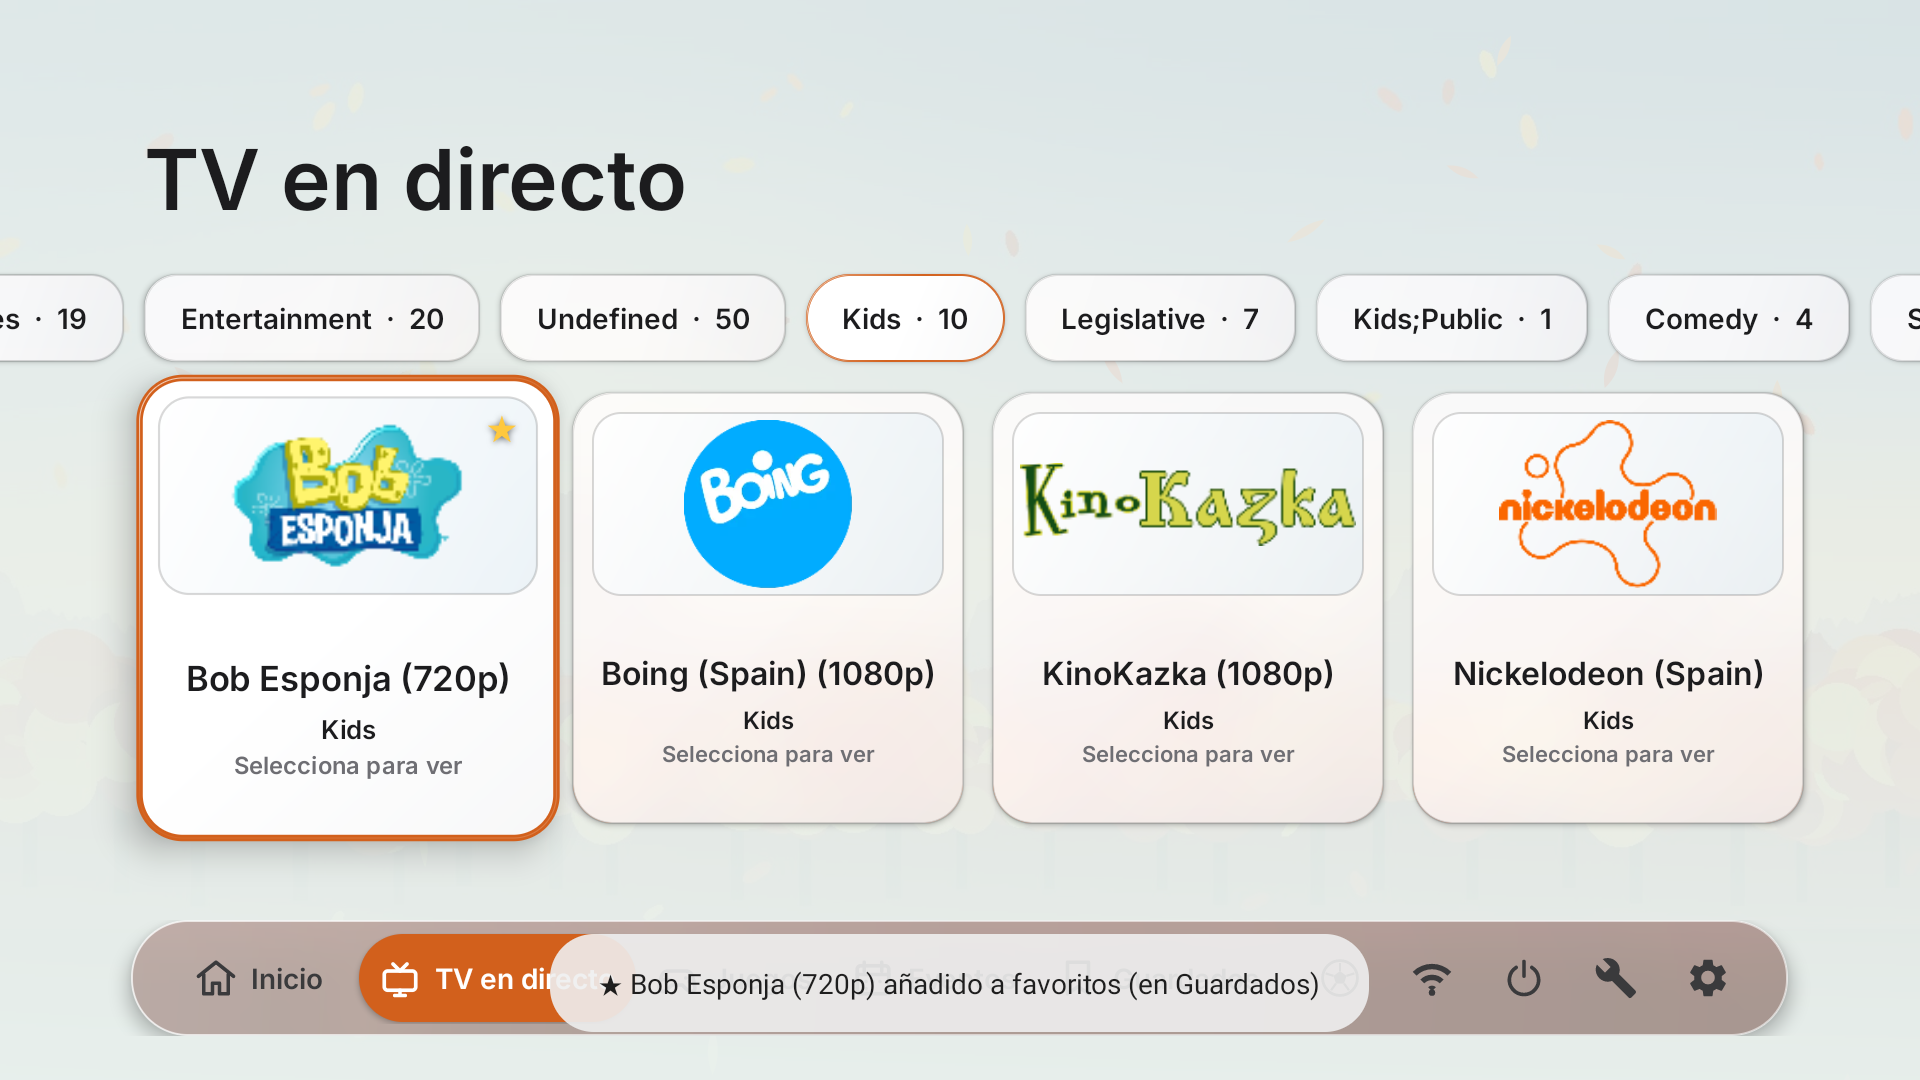 TV en directo
es · 19
Entertainment · 20
Undefined · 50
Kids · 10
Legislative · 7
Kids;Public · 1
Comedy · 4
S
Bob
ESPONJA
BOING
KinoKazka
nickelodeon
Bob Esponja (720p)
Kids
Selecciona para ver
Boing (Spain) (1080p)
Kids
Selecciona para ver
KinoKazka (1080p)
Kids
Selecciona para ver
Nickelodeon (Spain)
Kids
Selecciona para ver
Inicio
TV en directo
★ Bob Esponja (720p) añadido a favoritos (en Guardados)